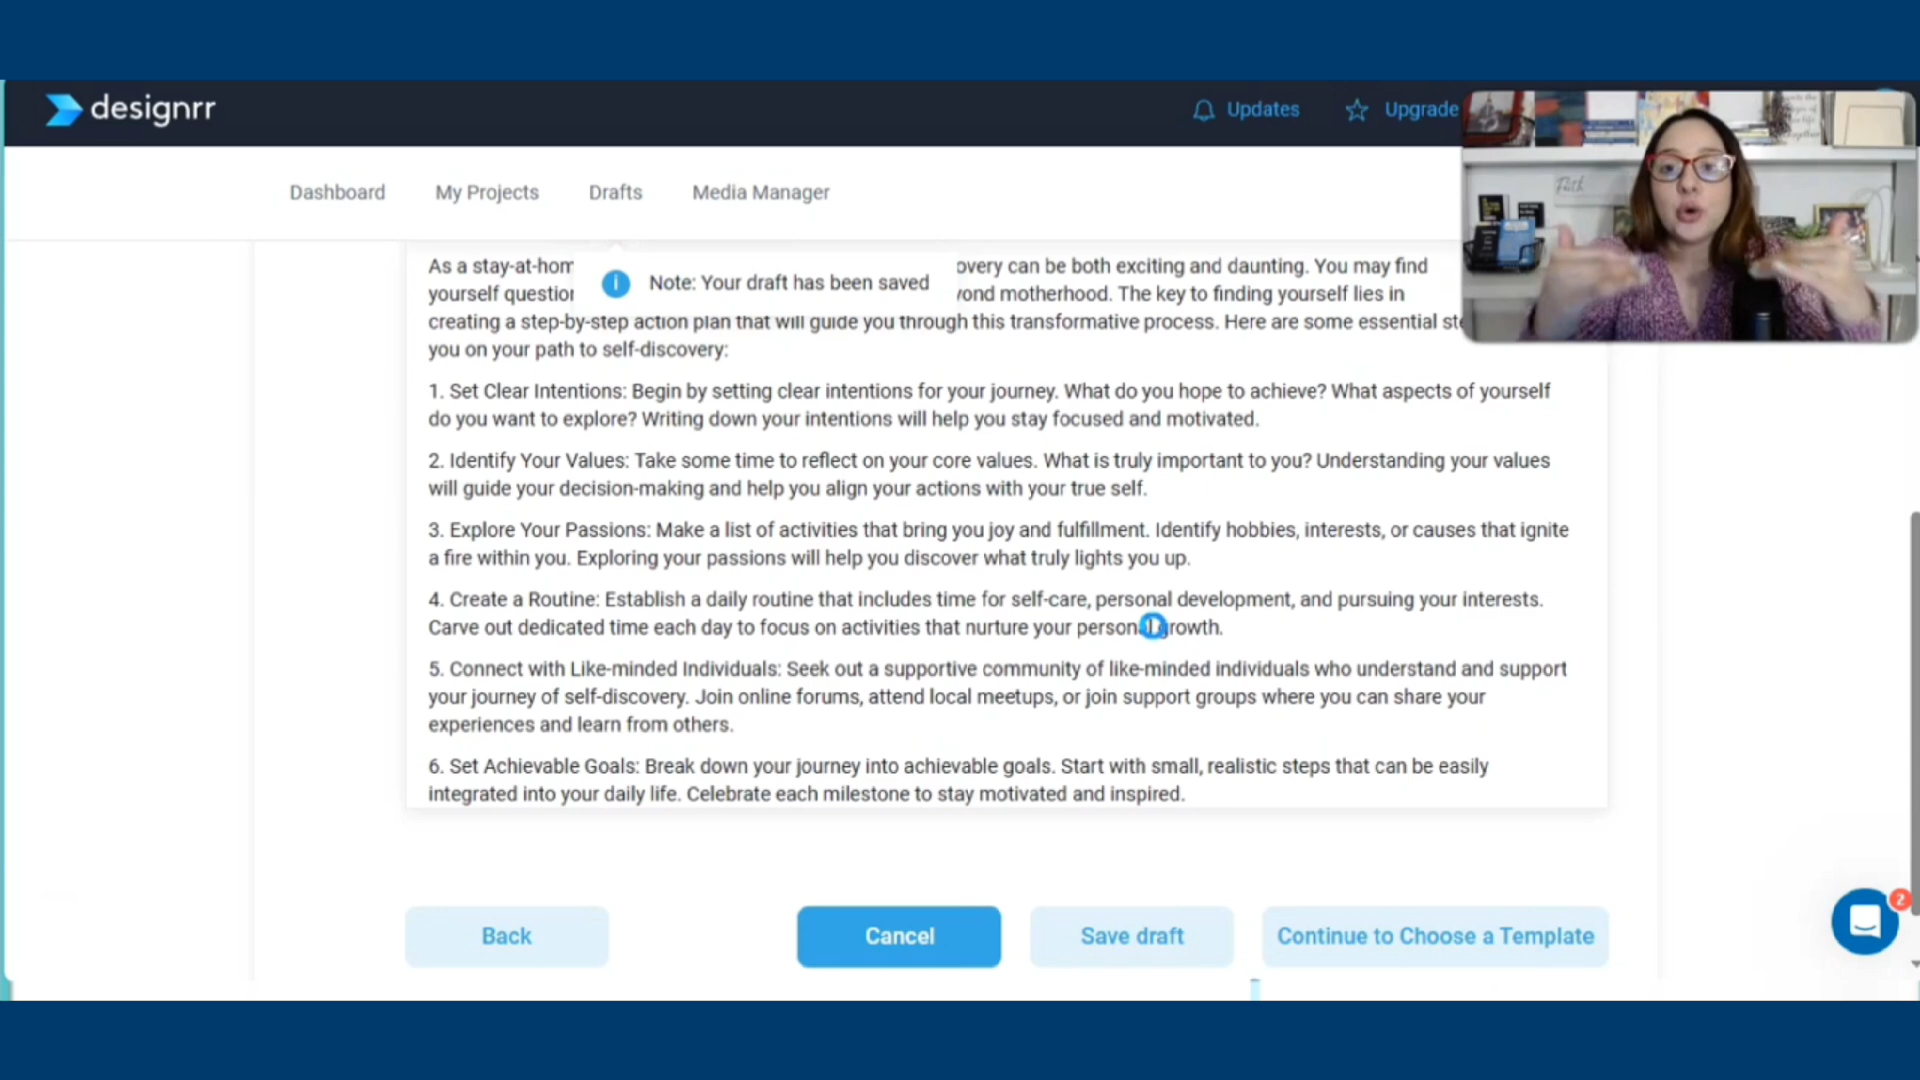 designrr
Updates
Upgrade
Dashboard
My Projects
Drafts
Media Manager
As a stay-at-hom
overy can be both exciting and daunting. You may find
Note: Your draft has been saved
yourself question
yond motherhood. The key to finding yourself lies in
creating a step-by-step action plan that will guide you through this transformative process. Here are some essential ste
you on your path to self-discovery:
1. Set Clear Intentions: Begin by setting clear intentions for your journey. What do you hope to achieve? What aspects of yourself
do you want to explore? Writing down your intentions will help you stay focused and motivated.
2. Identify Your Values: Take some time to reflect on your core values. What is truly important to you? Understanding your values
will guide your decision-making and help you align your actions with your true self.
3. Explore Your Passions: Make a list of activities that bring you joy and fulfillment. Identify hobbies, interests, or causes that ignite
a fire within you. Exploring your passions will help you discover what truly lights you up.
4. Create a Routine: Establish a daily routine that includes time for self-care, personal development, and pursuing your interests.
Carve out dedicated time each day to focus on activities that nurture your personal growth.
5. Connect with Like-minded Individuals: Seek out a supportive community of like-minded individuals who understand and support
your journey of self-discovery. Join online forums, attend local meetups, or join support groups where you can share your
experiences and learn from others.
6. Set Achievable Goals: Break down your journey into achievable goals. Start with small, realistic steps that can be easily
integrated into your daily life. Celebrate each milestone to stay motivated and inspired.
Back
Cancel
Save draft
Continue to Choose a Template
2
Faith